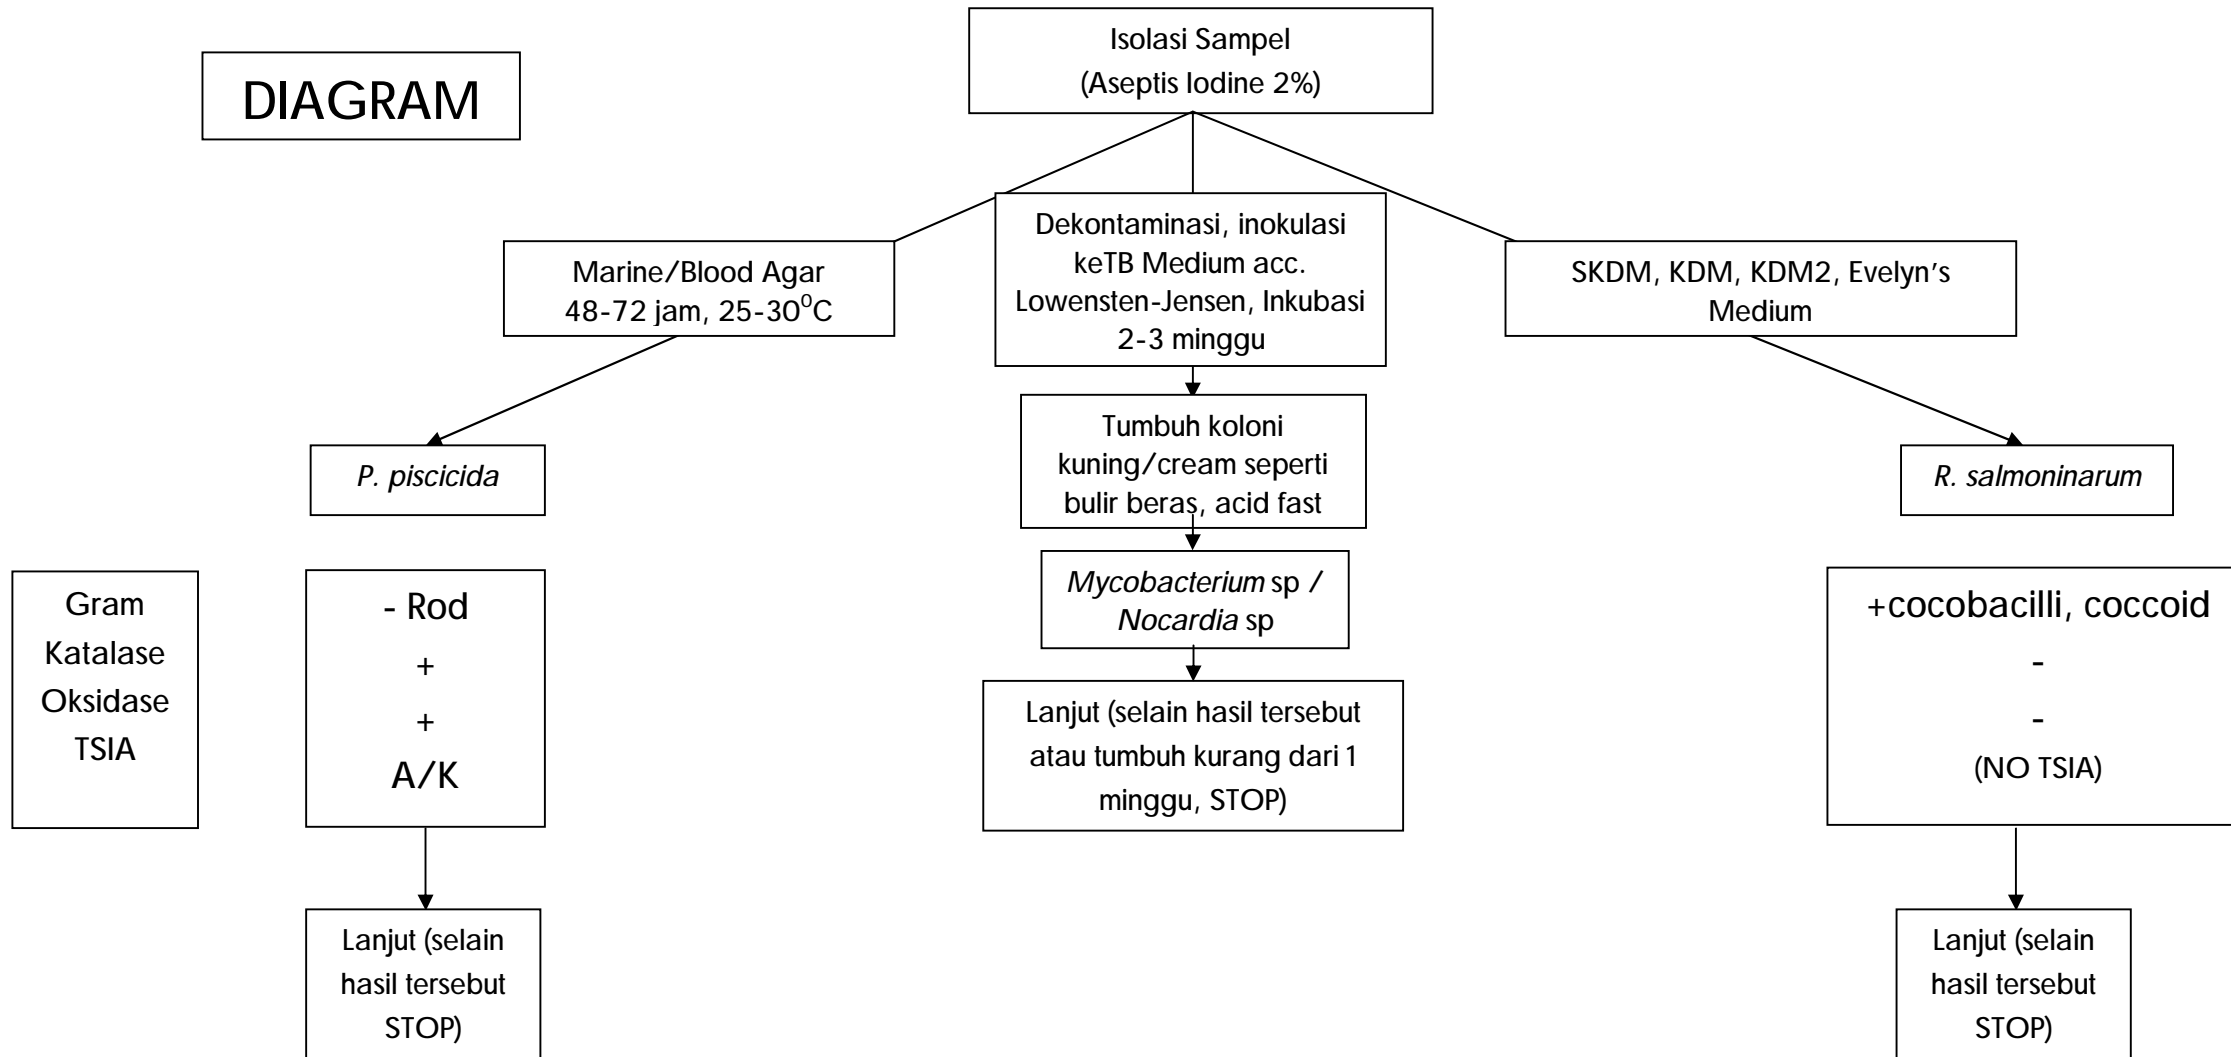 DIAGRAM
Isolasi Sampel
(Aseptis Iodine 2%)
Marine/Blood Agar
48-72 jam, 25-30⁰C
Dekontaminasi, inokulasi
keTB Medium acc.
Lowensten-Jensen, Inkubasi
2-3 minggu
SKDM, KDM, KDM2, Evelyn’s
Medium
P. piscicida
Tumbuh koloni
kuning/cream seperti
bulir beras, acid fast
R. salmoninarum
Mycobacterium sp /
Nocardia sp
Gram
Katalase
Oksidase
TSIA
- Rod
+
+
A/K
Lanjut (selain hasil tersebut
atau tumbuh kurang dari 1
minggu, STOP)
+cocobacilli, coccoid
-
-
(NO TSIA)
Lanjut (selain
hasil tersebut
STOP)
Lanjut (selain
hasil tersebut
STOP)